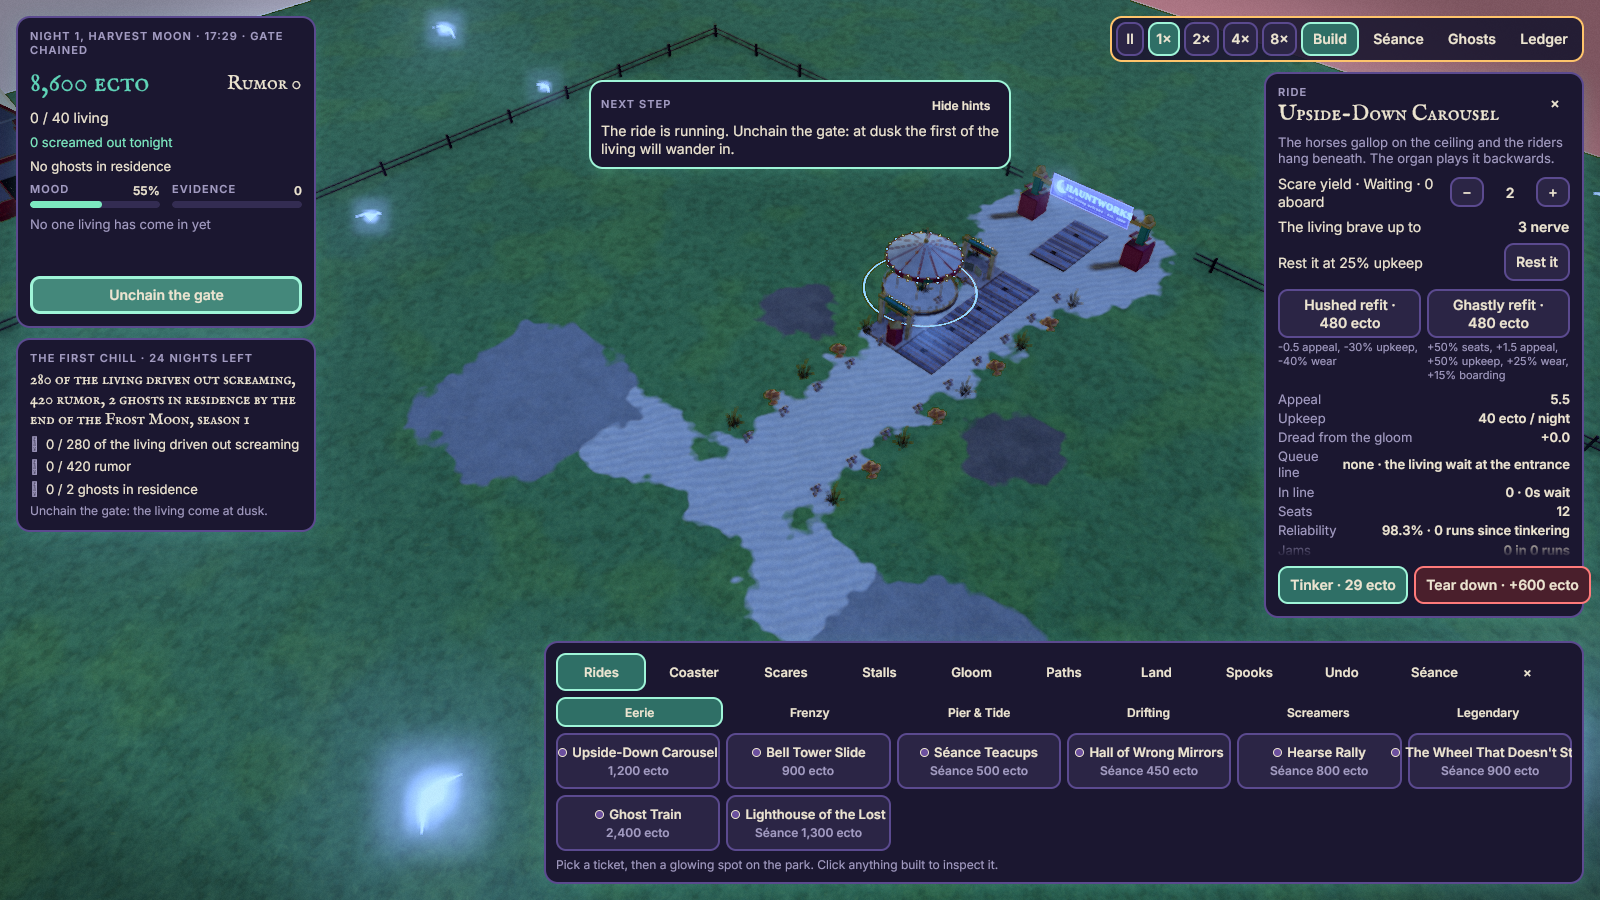 NIGHT 1, HARVEST MOON · 17:29 · GATE
CHAINED
8,600 ECTO
Rumor 0
0 / 40 living
0 screamed out tonight
No ghosts in residence
MOOD 55% EVIDENCE 0
No one living has come in yet
Unchain the gate
THE FIRST CHILL · 24 NIGHTS LEFT
280 of the living driven out screaming,
420 rumor, 2 ghosts in residence by the
end of the Frost Moon, season 1
0 / 280 of the living driven out screaming
0 / 420 rumor
0 / 2 ghosts in residence
Unchain the gate: the living come at dusk.
NEXT STEP
Hide hints
The ride is running. Unchain the gate: at dusk the first of the
living will wander in.
HAUNTWORKS
II 1× 2× 4× 8× Build Séance Ghosts Ledger
RIDE
Upside-Down Carousel
×
The horses gallop on the ceiling and the riders
hang beneath. The organ plays it backwards.
Scare yield · Waiting · 0
aboard
− 2 +
The living brave up to 3 nerve
Rest it at 25% upkeep Rest it
Hushed refit ·
480 ecto
Ghastly refit ·
480 ecto
-0.5 appeal, -30% upkeep,
-40% wear
+50% seats, +1.5 appeal,
+50% upkeep, +25% wear,
+15% boarding
Appeal 5.5
Upkeep 40 ecto / night
Dread from the gloom +0.0
Queue
line
none · the living wait at the entrance
In line 0 · 0s wait
Seats 12
Reliability 98.3% · 0 runs since tinkering
Jams 0 in 0 runs
Tinker · 29 ecto
Tear down · +600 ecto
Rides Coaster Scares Stalls Gloom Paths Land Spooks Undo Séance ×
Eerie Frenzy Pier & Tide Drifting Screamers Legendary
Upside-Down Carousel
1,200 ecto
Bell Tower Slide
900 ecto
Séance Teacups
Séance 500 ecto
Hall of Wrong Mirrors
Séance 450 ecto
Hearse Rally
Séance 800 ecto
The Wheel That Doesn't St
Séance 900 ecto
Ghost Train
2,400 ecto
Lighthouse of the Lost
Séance 1,300 ecto
Pick a ticket, then a glowing spot on the park. Click anything built to inspect it.